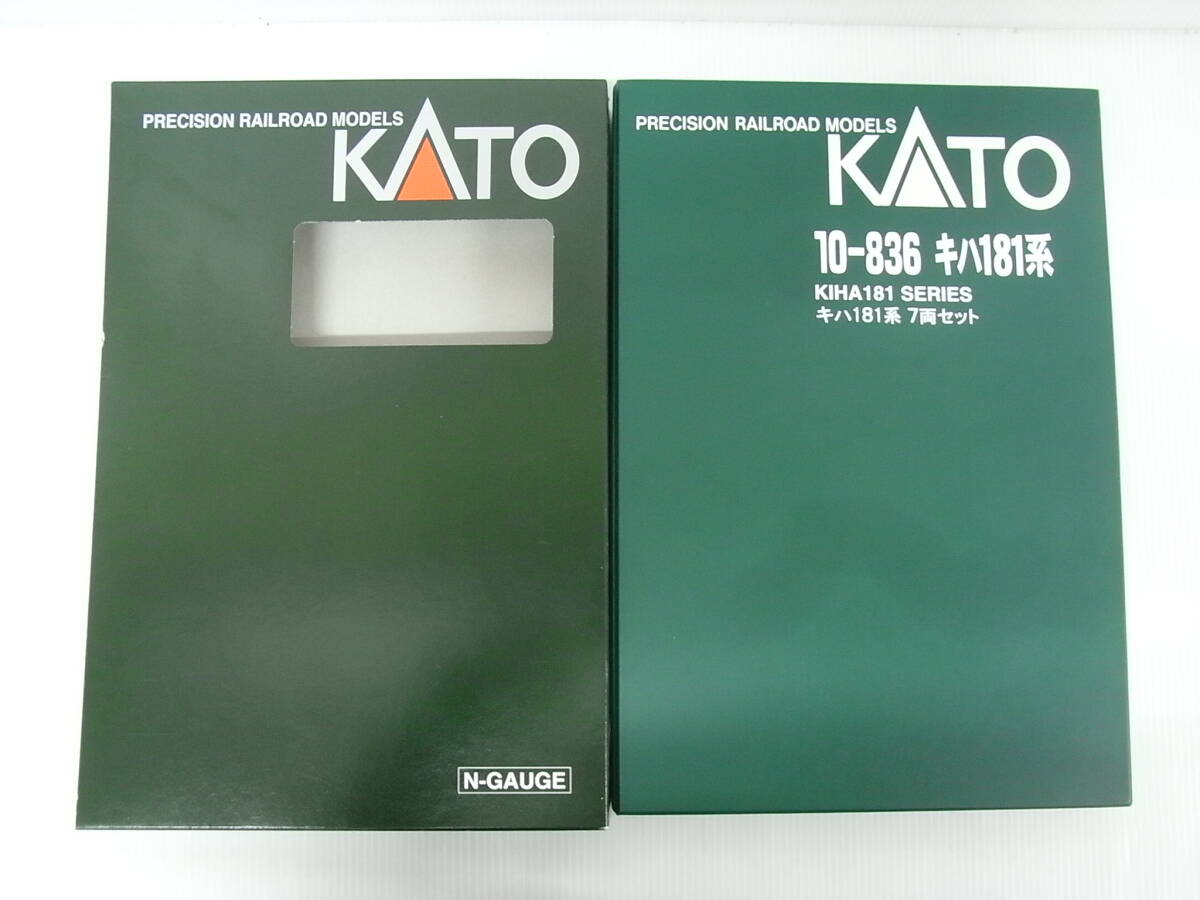 PRECISION RAILROAD MODELS
KATO
N-GAUGE
PRECISION RAILROAD MODELS
KATO
10-836 キハ181系
KIHA181 SERIES
キハ181系 7両セット